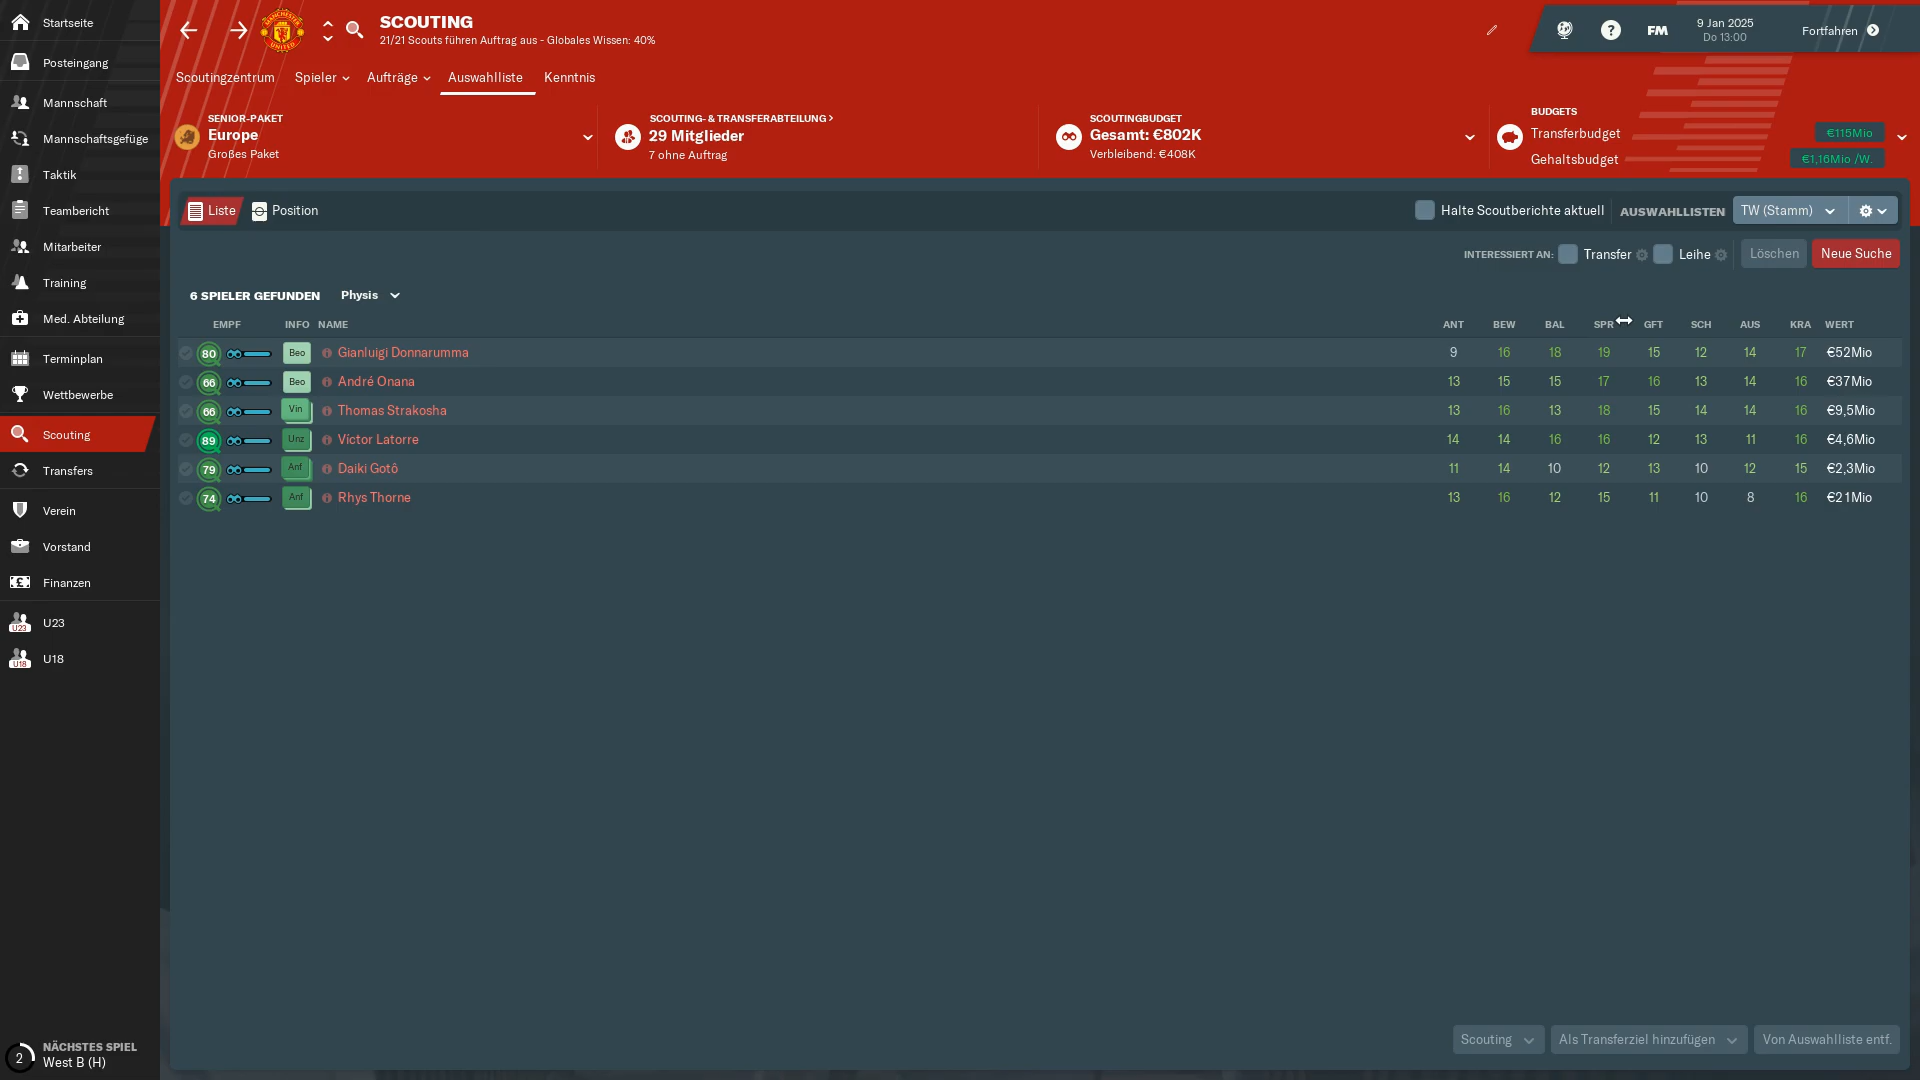 Startseite
Posteingang
Mannschaft
Mannschaftsgefüge
Taktik
Teambericht
Mitarbeiter
Training
Med. Abteilung
Terminplan
Wettbewerbe
Scouting
Transfers
Verein
Vorstand
Finanzen
U23 U23
U18 U18
2 NÄCHSTES SPIEL
West B (H)
SCOUTING
21/21 Scouts führen Auftrag aus - Globales Wissen: 40%
? FM 9 Jan 2025
Do 13:00
Fortfahren
Scoutingzentrum Spieler Aufträge Auswahlliste Kenntnis
SENIOR-PAKET
Europe
Großes Paket
SCOUTING- & TRANSFERABTEILUNG >
29 Mitglieder
7 ohne Auftrag
SCOUTINGBUDGET
Gesamt: €802K
Verbleibend: €408K
BUDGETS
Transferbudget €115Mio
Gehaltsbudget €1,16Mio /W.
Liste Position Halte Scoutberichte aktuell AUSWAHLLISTEN TW (Stamm)
INTERESSIERT AN: Transfer Leihe Löschen Neue Suche
6 SPIELER GEFUNDEN Physis
EMPF INFO NAME ANT BEW BAL SPR GFT SCH AUS KRA WERT
80 Beo Gianluigi Donnarumma 9 16 18 19 15 12 14 17 €52Mio
66 Beo André Onana 13 15 15 17 16 13 14 16 €37Mio
66 Vin Thomas Strakosha 13 16 13 18 15 14 14 16 €9,5Mio
89 Unz Víctor Latorre 14 14 16 16 12 13 11 16 €4,6Mio
79 Anf Daiki Gotô 11 14 10 12 13 10 12 15 €2,3Mio
74 Anf Rhys Thorne 13 16 12 15 11 10 8 16 €21Mio
Scouting Als Transferziel hinzufügen Von Auswahlliste entf.